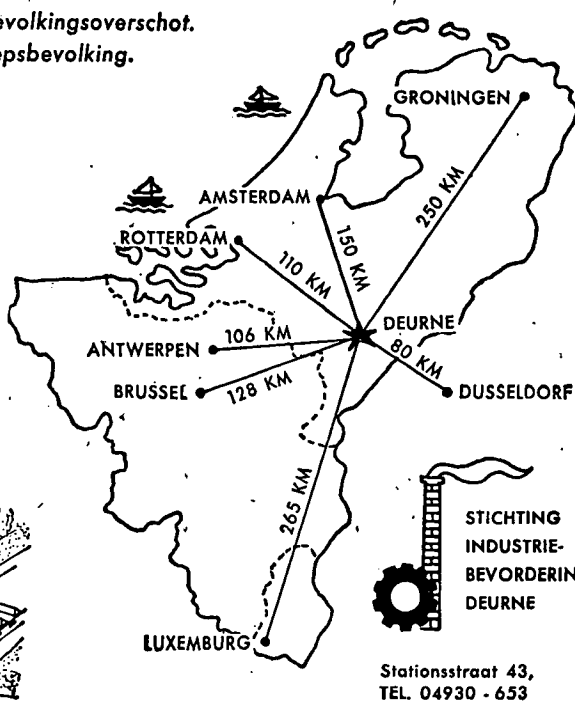 evolkingsoverschot.
epsbevolking.
GRONINGEN
250 KM
AMSTERDAM
150 KM
ROTTERDAM
110 KM
DEURNE
106 KM
ANTWERPEN
80 KM
BRUSSEL
128 KM
DUSSELDORF
265 KM
STICHTING
INDUSTRIE-
BEVORDERIN
DEURNE
LUXEMBURG
Stationsstraat 43,
TEL. 04930 - 653